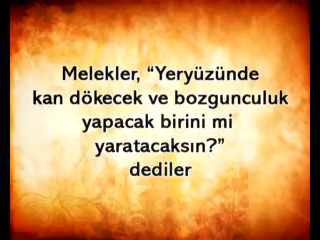 Melekler, “Yeryüzünde
kan dökecek ve bozgunculuk
yapacak birini mi
yaratacaksın?”
dediler